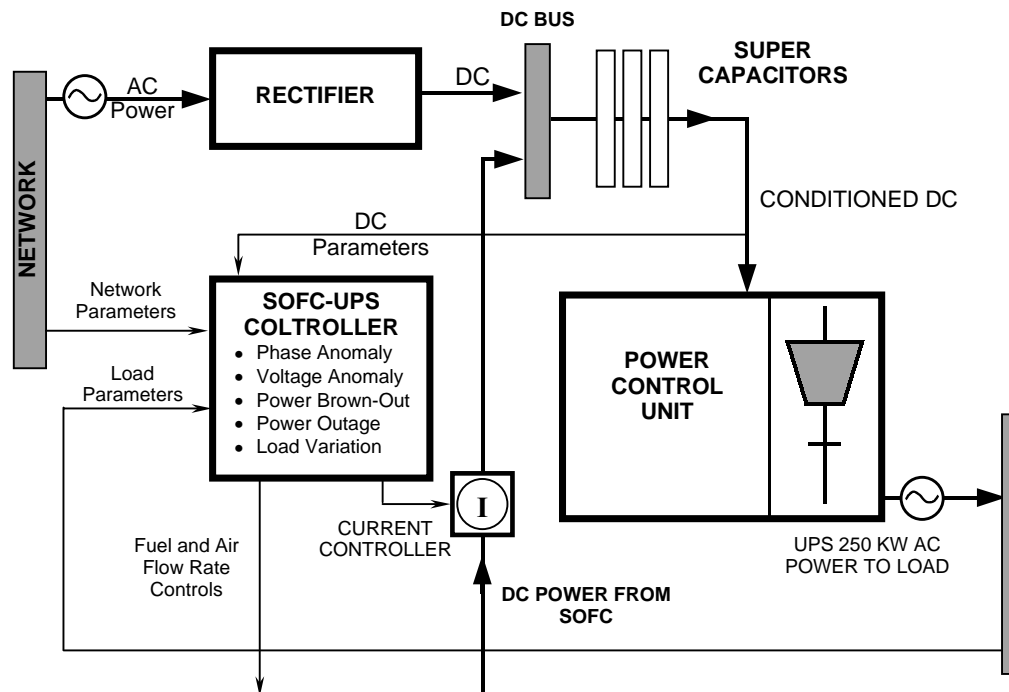 DC BUS
SUPER
CAPACITORS
AC
Power
RECTIFIER
DC
NETWORK
CONDITIONED DC
DC
Parameters
Network
Parameters
SOFC-UPS
COLTROLLER
• Phase Anomaly
• Voltage Anomaly
• Power Brown-Out
• Power Outage
• Load Variation
Load
Parameters
POWER
CONTROL
UNIT
I
CURRENT
CONTROLLER
Fuel and Air
Flow Rate
Controls
UPS 250 KW AC
POWER TO LOAD
DC POWER FROM
SOFC